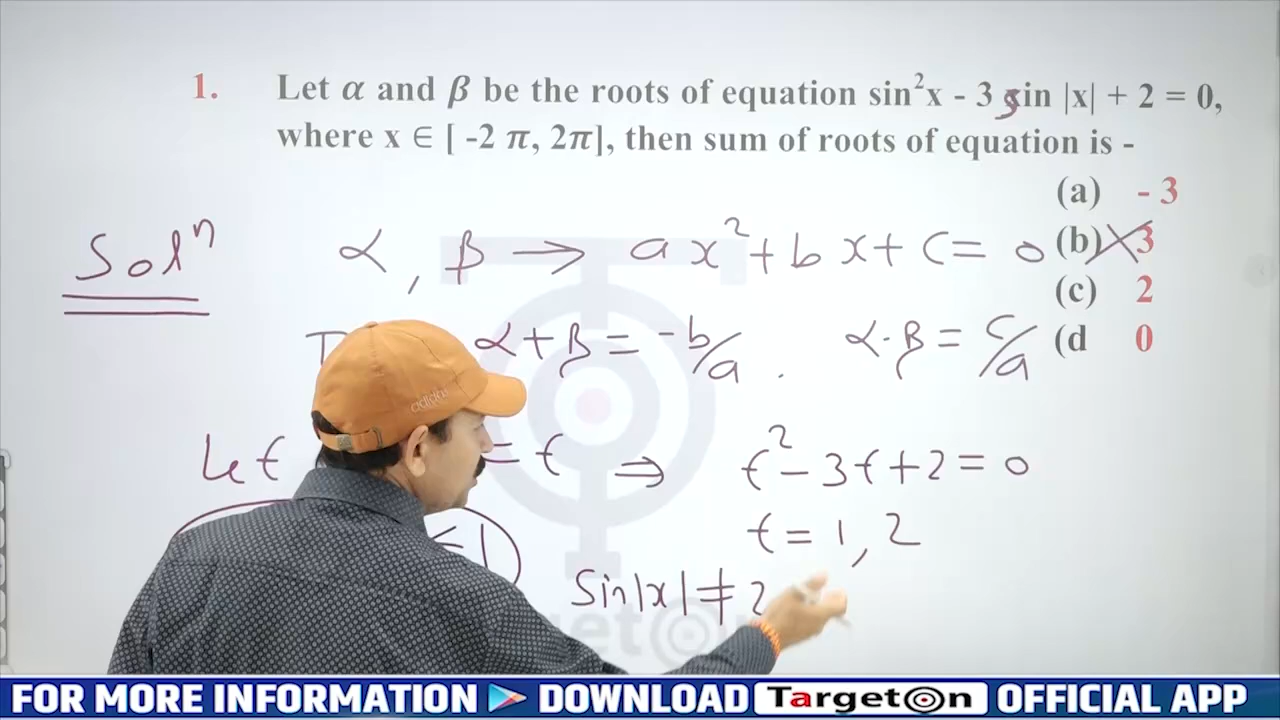 1. Let α and β be the roots of equation sin²x - 3 sin |x| + 2 = 0,
where x ∈ [ -2 π, 2π], then sum of roots of equation is -
(a) - 3
(b) 3
(c) 2
(d 0
Solⁿ
α, β → ax² + bx + c = 0
α + β = -b/a . α · β = c/a
Let = t ⇒ t² - 3t + 2 = 0
t = 1, 2
Sin|x| ≠ 2
adidas
FOR MORE INFORMATION DOWNLOAD TargetOn OFFICIAL APP